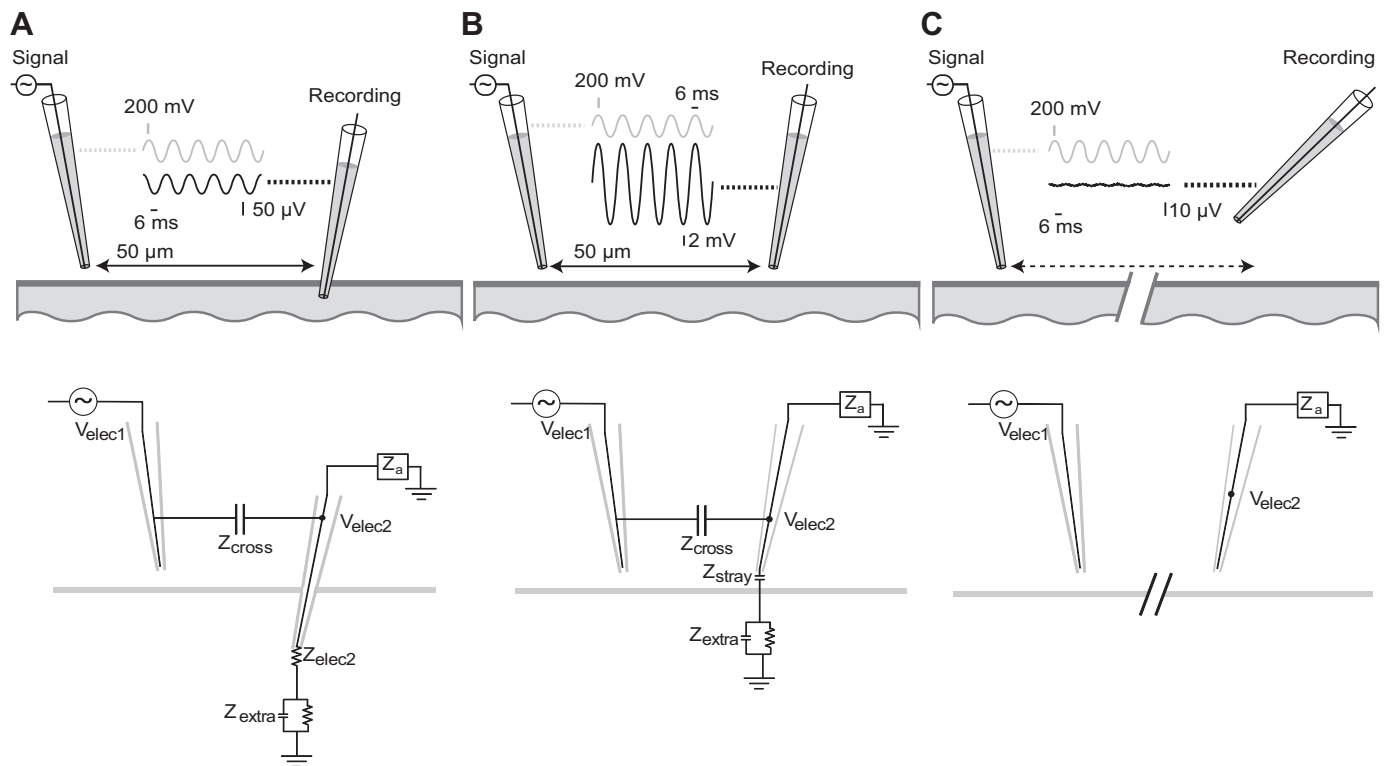 A
Signal
Recording
200 mV
50 µV
6 ms
50 µm
B
Signal
Recording
200 mV
6 ms
2 mV
50 µm
C
Signal
Recording
200 mV
10 µV
6 ms
Velec1
Za
Velec2
Zcross
Zelec2
Zextra
Velec1
Za
Velec2
Zcross
Zstray
Zextra
Velec1
Za
Velec2